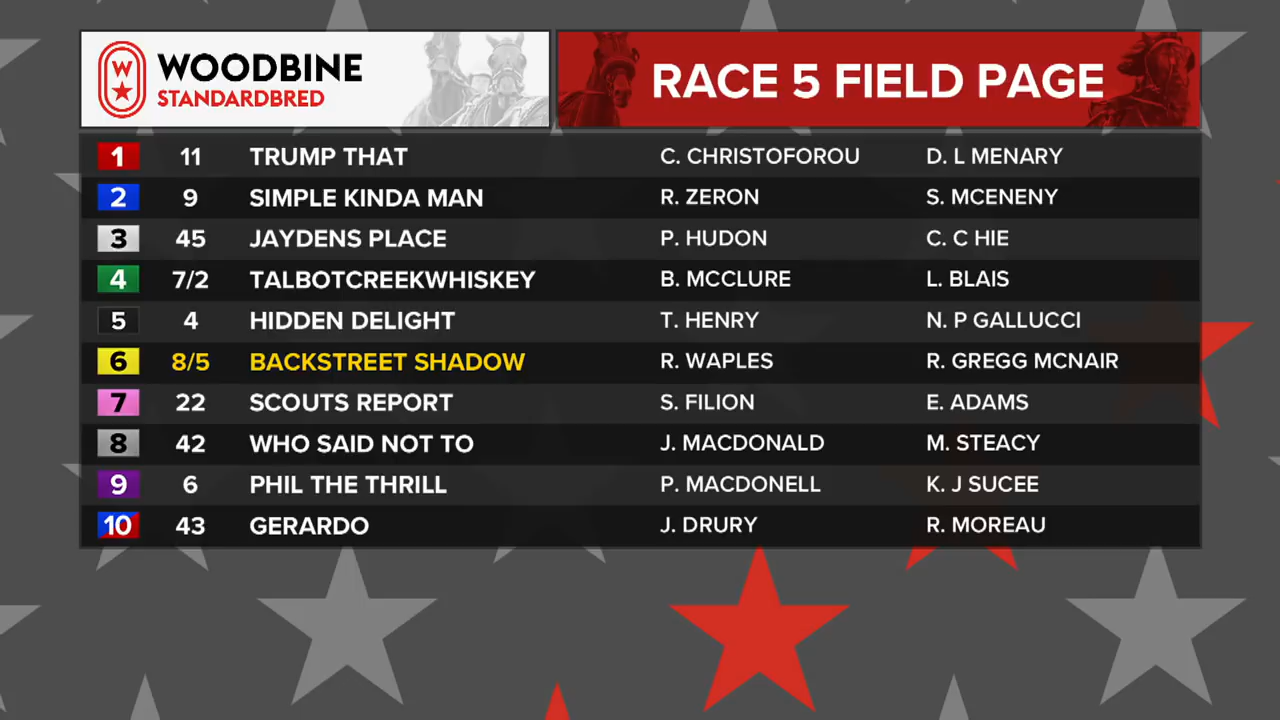 W
WOODBINE
STANDARDBRED
RACE 5 FIELD PAGE
1 11 TRUMP THAT C. CHRISTOFOROU D. L MENARY
2 9 SIMPLE KINDA MAN R. ZERON S. MCENENY
3 45 JAYDENS PLACE P. HUDON C. C HIE
4 7/2 TALBOTCREEKWHISKEY B. MCCLURE L. BLAIS
5 4 HIDDEN DELIGHT T. HENRY N. P GALLUCCI
6 8/5 BACKSTREET SHADOW R. WAPLES R. GREGG MCNAIR
7 22 SCOUTS REPORT S. FILION E. ADAMS
8 42 WHO SAID NOT TO J. MACDONALD M. STEACY
9 6 PHIL THE THRILL P. MACDONELL K. J SUCEE
10 43 GERARDO J. DRURY R. MOREAU